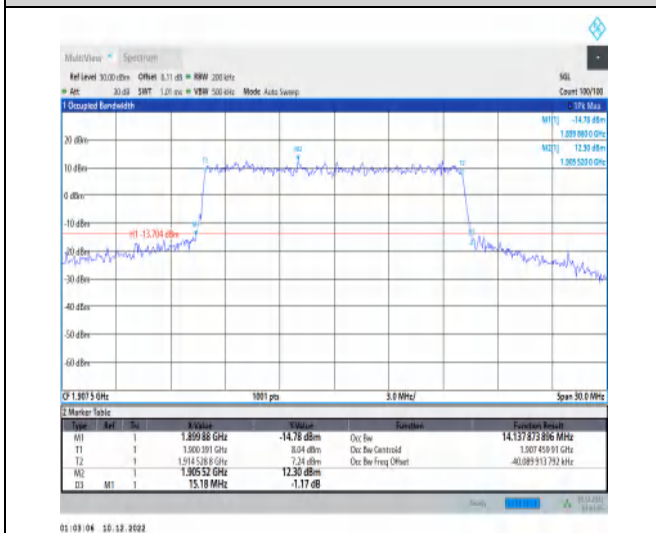 MultiView Spectrum
Ref Level 30.00 dBm Offset 8.11 dB RBW 200 kHz SGL
Att 30 dB SWT 1.01 ms VBW 500 kHz Mode Auto Sweep Count 100/100
1 Occupied Bandwidth 1Pk Max
M1[1] -14.78 dBm
1.899 880 0 GHz
M2[1] 12.30 dBm
1.905 520 0 GHz
20 dBm
M2
T1
T2
10 dBm
0 dBm
-10 dBm
H1 -13.704 dBm
-20 dBm
-30 dBm
-40 dBm
-50 dBm
-60 dBm
CF 1.9075 GHz 1001 pts 3.0 MHz/ Span 30.0 MHz
2 Marker Table
Type Ref Trc X-Value Y-Value Function Function Result
M1 1 1.899 88 GHz -14.78 dBm Occ Bw 14.137 873 896 MHz
T1 1 1.900 391 GHz 8.04 dBm Occ Bw Centroid 1.907 459 91 GHz
T2 1 1.914 528 8 GHz 7.24 dBm Occ Bw Freq Offset -40.089 913 792 kHz
M2 1 1.905 52 GHz 12.30 dBm
D3 M1 1 15.18 MHz -1.17 dB
Ready
01:03:06 10.12.2022